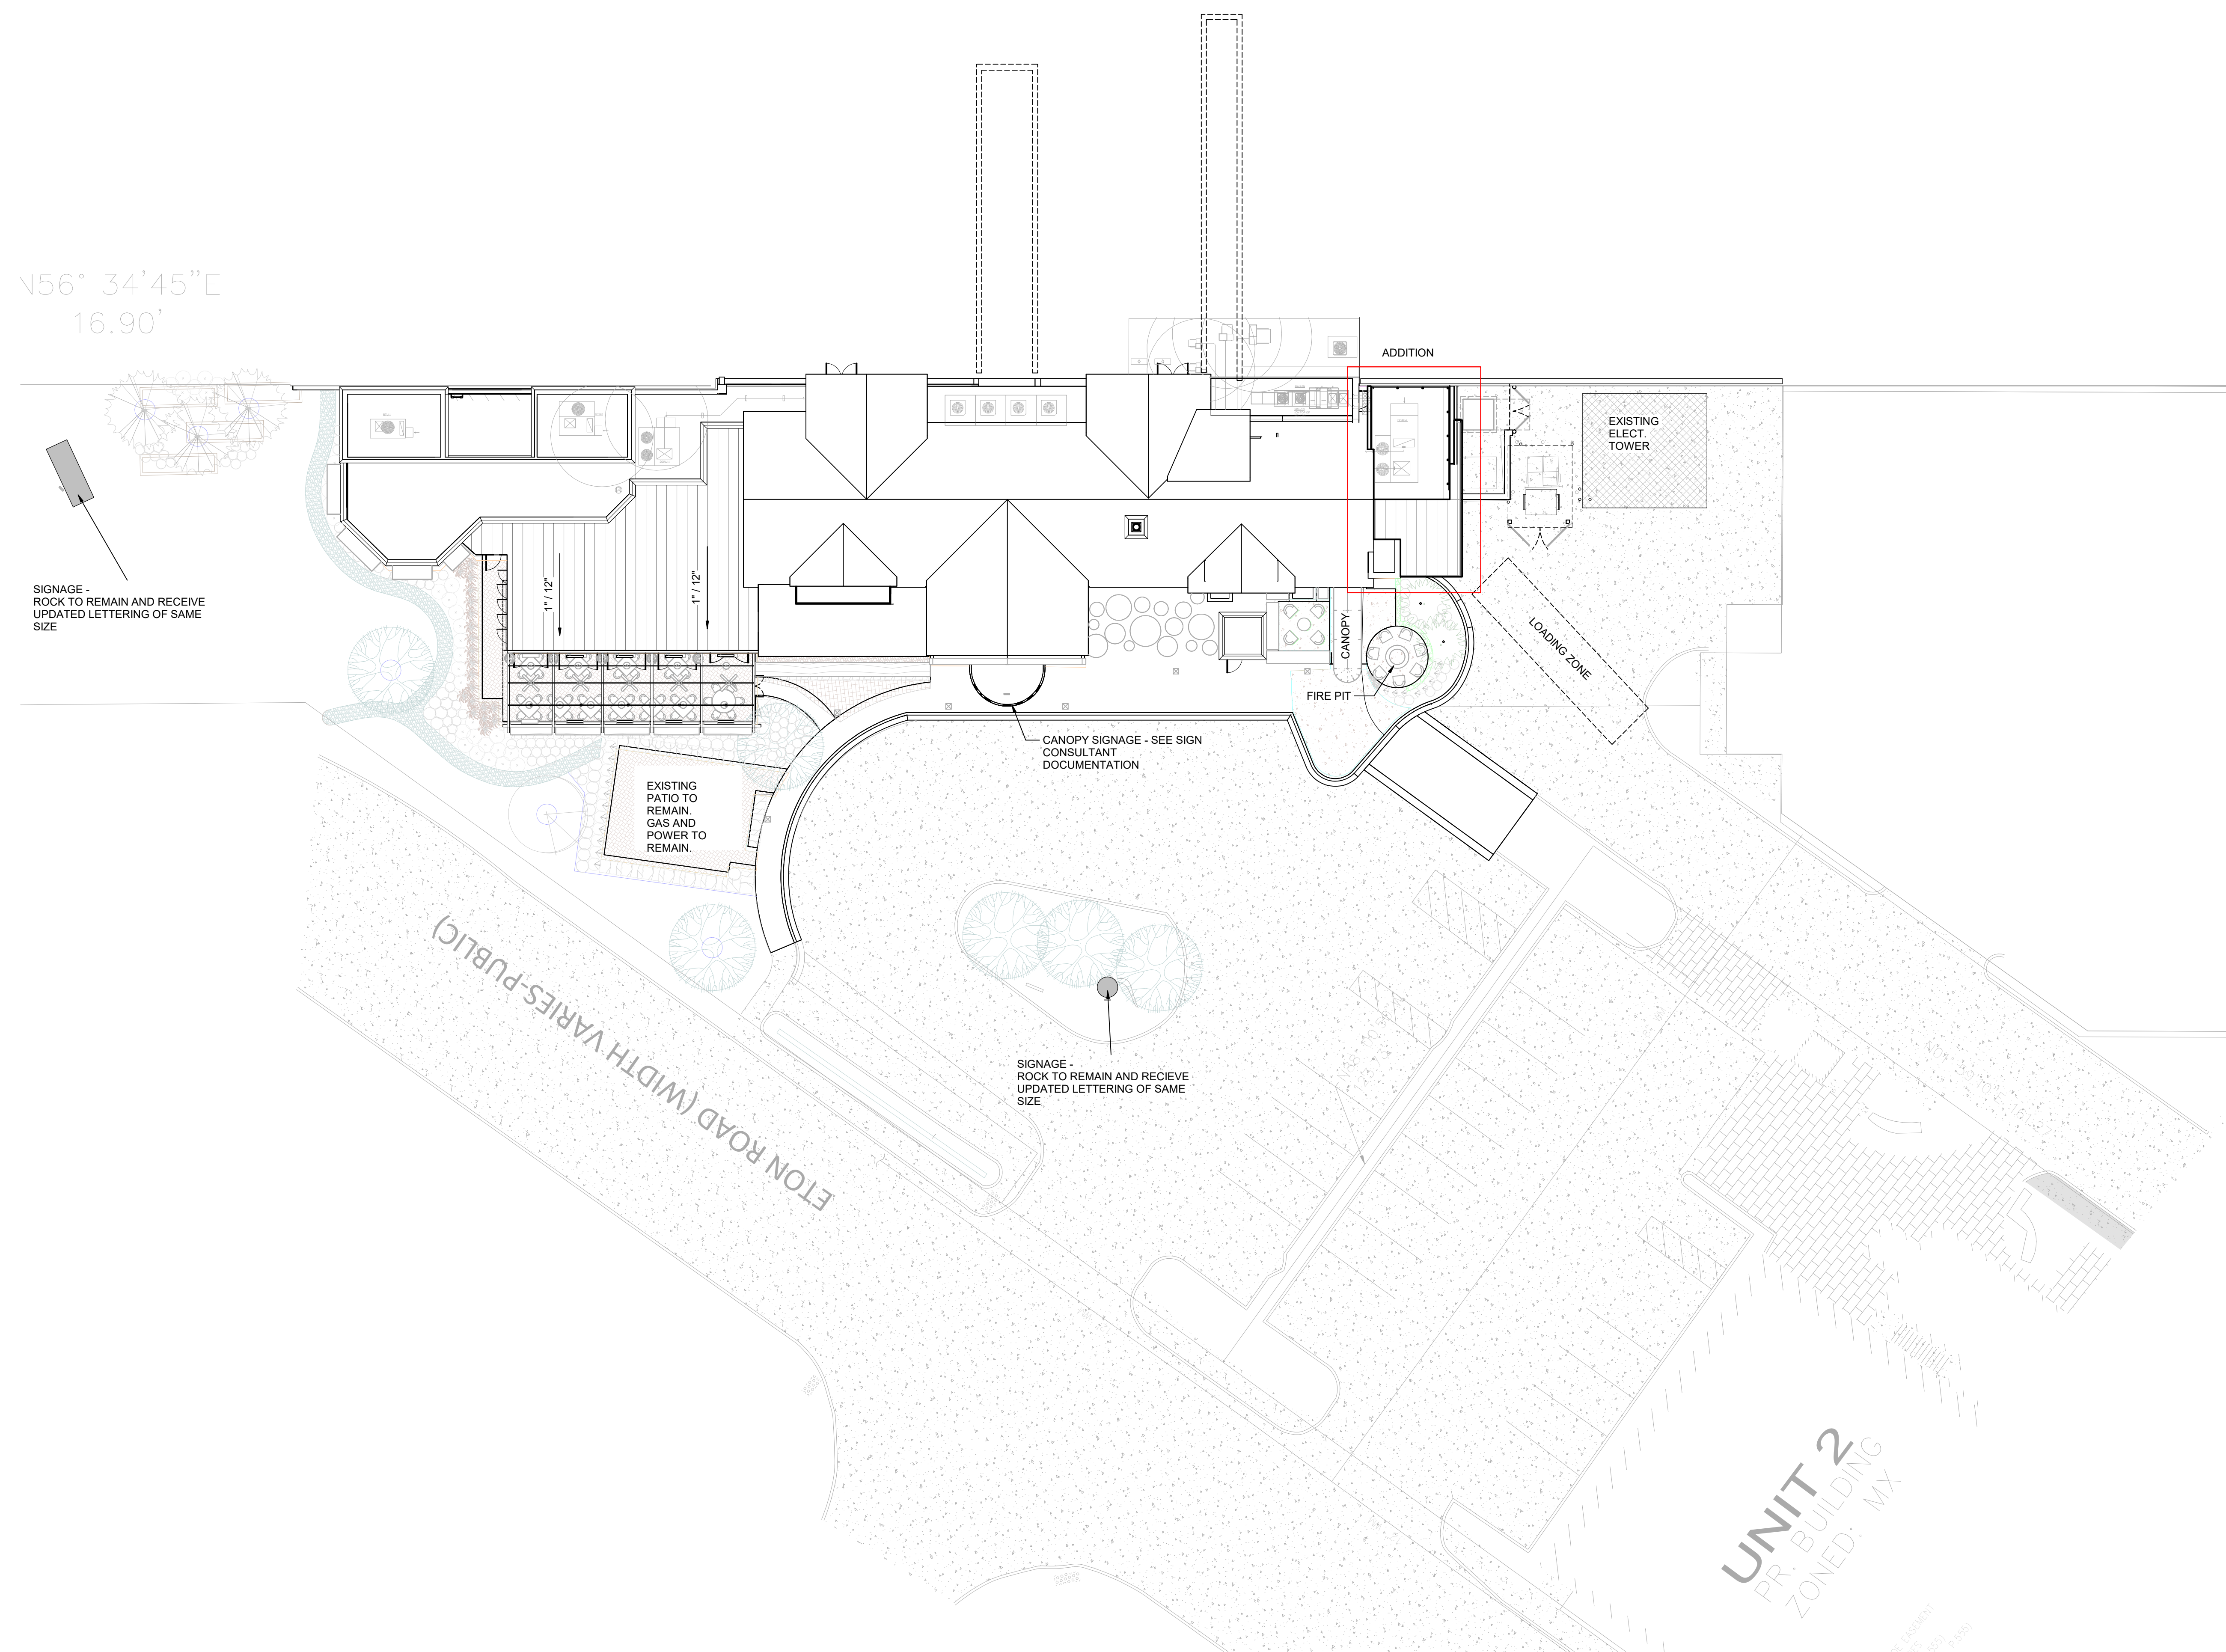 N56° 34'45"E
16.90'
ADDITION
EXISTING
ELECT.
TOWER
SIGNAGE -
ROCK TO REMAIN AND RECEIVE
UPDATED LETTERING OF SAME
SIZE
1" / 12"
1" / 12"
CANOPY
LOADING ZONE
FIRE PIT
CANOPY SIGNAGE - SEE SIGN
CONSULTANT
DOCUMENTATION
EXISTING
PATIO TO
REMAIN.
GAS AND
POWER TO
REMAIN.
ETON ROAD (WIDTH VARIES-PUBLIC)
SIGNAGE -
ROCK TO REMAIN AND RECIEVE
UPDATED LETTERING OF SAME
SIZE
UNIT 2
PR. BUILDING
ZONED: MX
EASEMENT